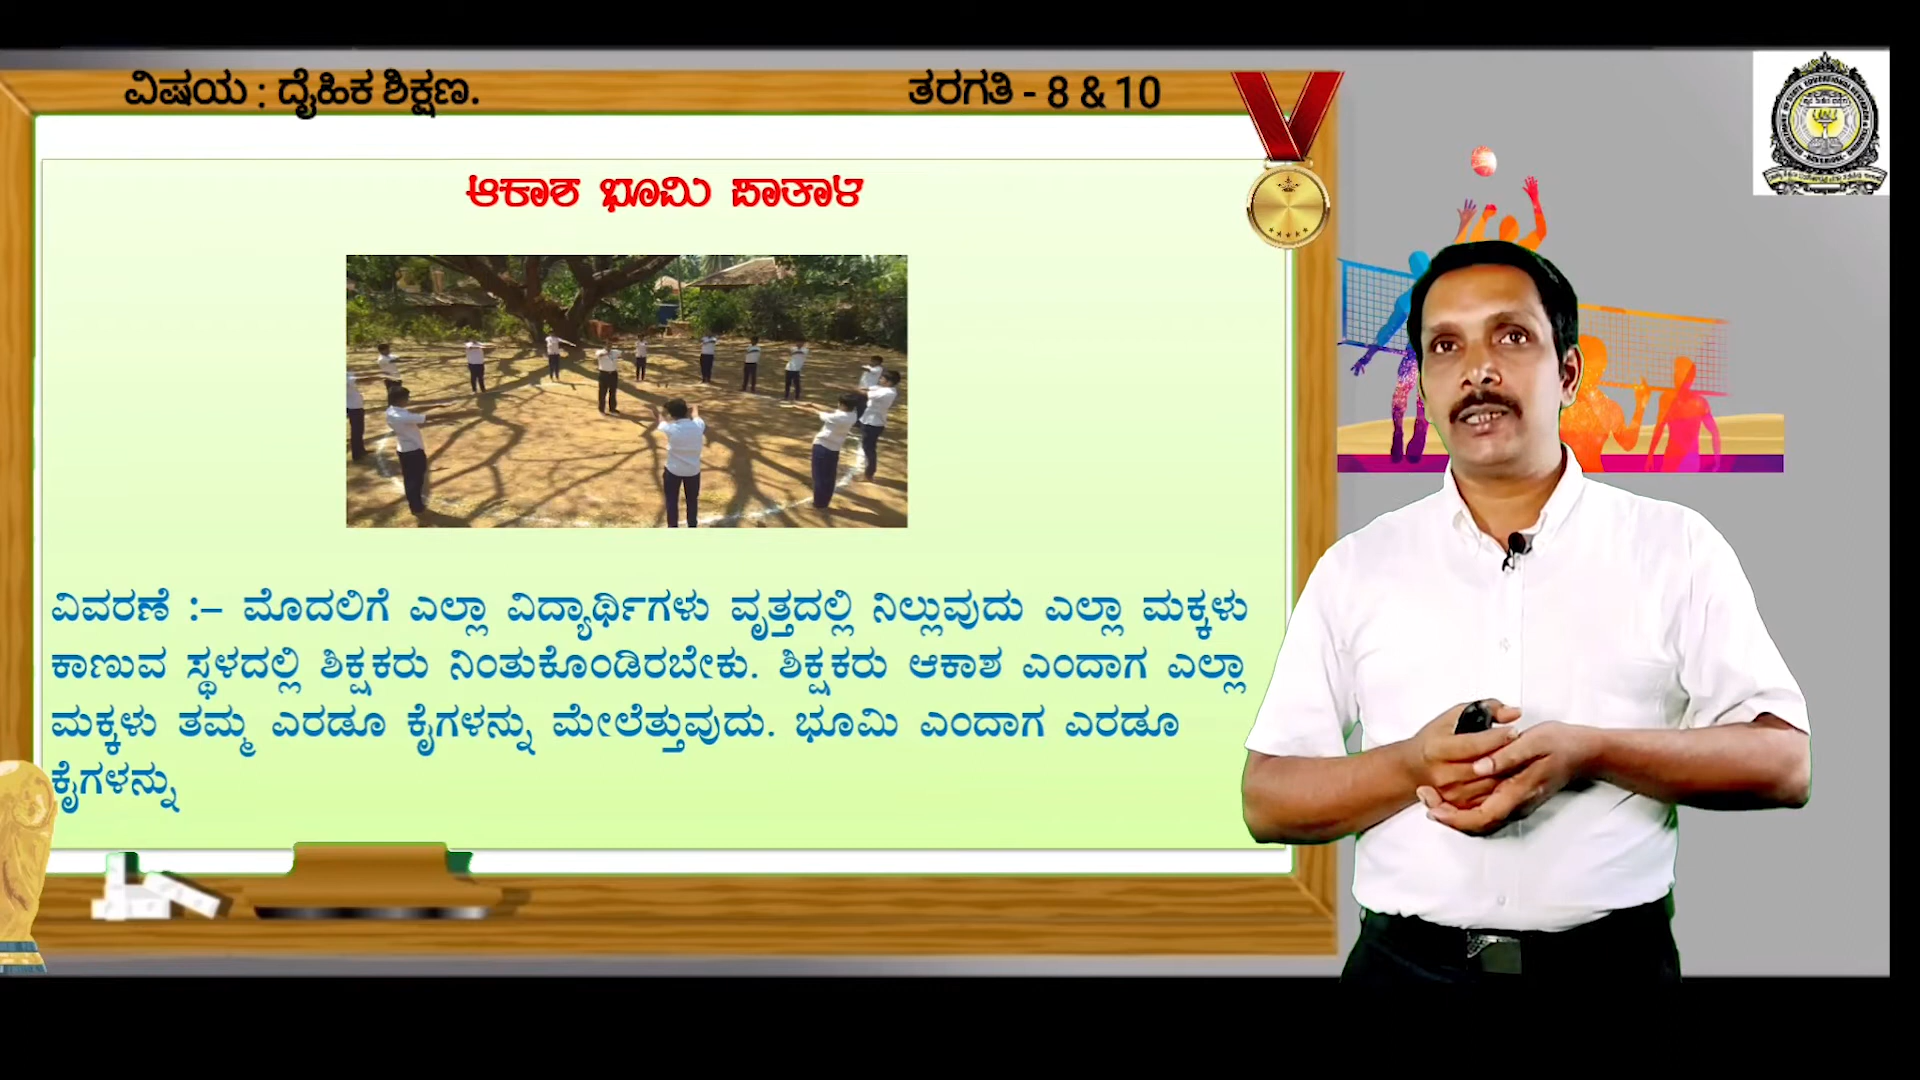 ವಿಷಯ : ದೈಹಿಕ ಶಿಕ್ಷಣ.
ತರಗತಿ - 8 & 10
ಆಕಾಶ ಭೂಮಿ ಪಾತಾಳ
ವಿವರಣೆ :– ಮೊದಲಿಗೆ ಎಲ್ಲಾ ವಿದ್ಯಾರ್ಥಿಗಳು ವೃತ್ತದಲ್ಲಿ ನಿಲ್ಲುವುದು ಎಲ್ಲಾ ಮಕ್ಕಳು
ಕಾಣುವ ಸ್ಥಳದಲ್ಲಿ ಶಿಕ್ಷಕರು ನಿಂತುಕೊಂಡಿರಬೇಕು. ಶಿಕ್ಷಕರು ಆಕಾಶ ಎಂದಾಗ ಎಲ್ಲಾ
ಮಕ್ಕಳು ತಮ್ಮ ಎರಡೂ ಕೈಗಳನ್ನು ಮೇಲೆತ್ತುವುದು. ಭೂಮಿ ಎಂದಾಗ ಎರಡೂ
ಕೈಗಳನ್ನು